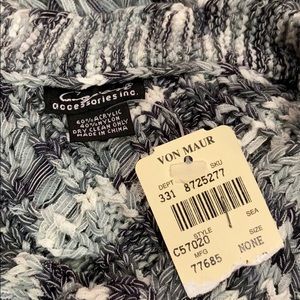 accessories inc.
60% ACRYLIC
40% NYLON
DRY CLEAN ONLY
MADE IN CHINA
VON MAUR
DEPT SKU
331 8725277
STYLE SEA
C57020
MFG SIZE
77685 NONE